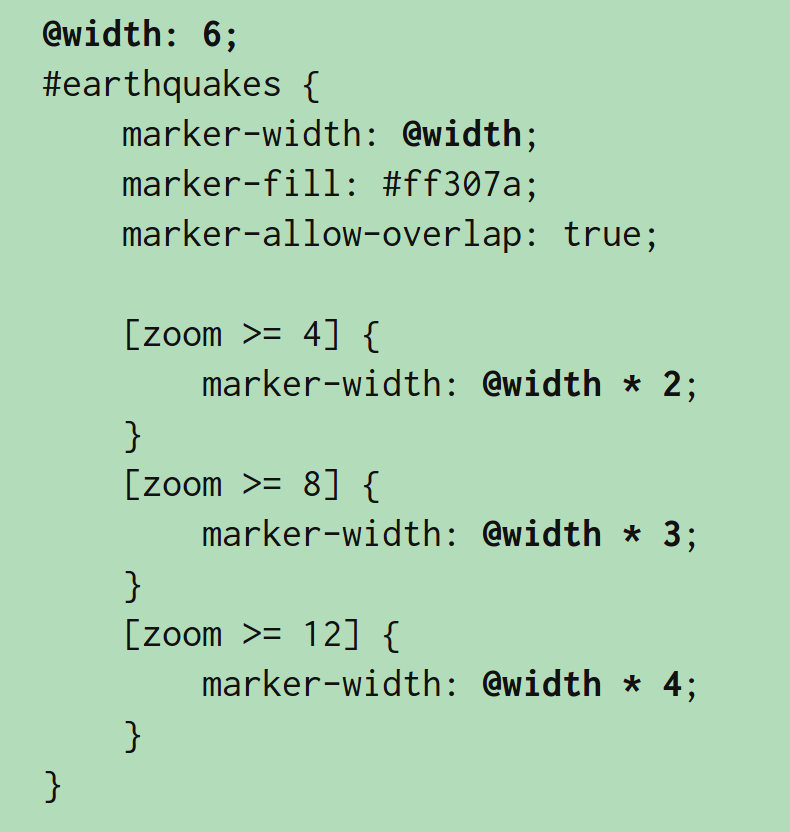 @width: 6;
#earthquakes {
    marker-width: @width;
    marker-fill: #ff307a;
    marker-allow-overlap: true;

    [zoom >= 4] {
        marker-width: @width * 2;
    }
    [zoom >= 8] {
        marker-width: @width * 3;
    }
    [zoom >= 12] {
        marker-width: @width * 4;
    }
}